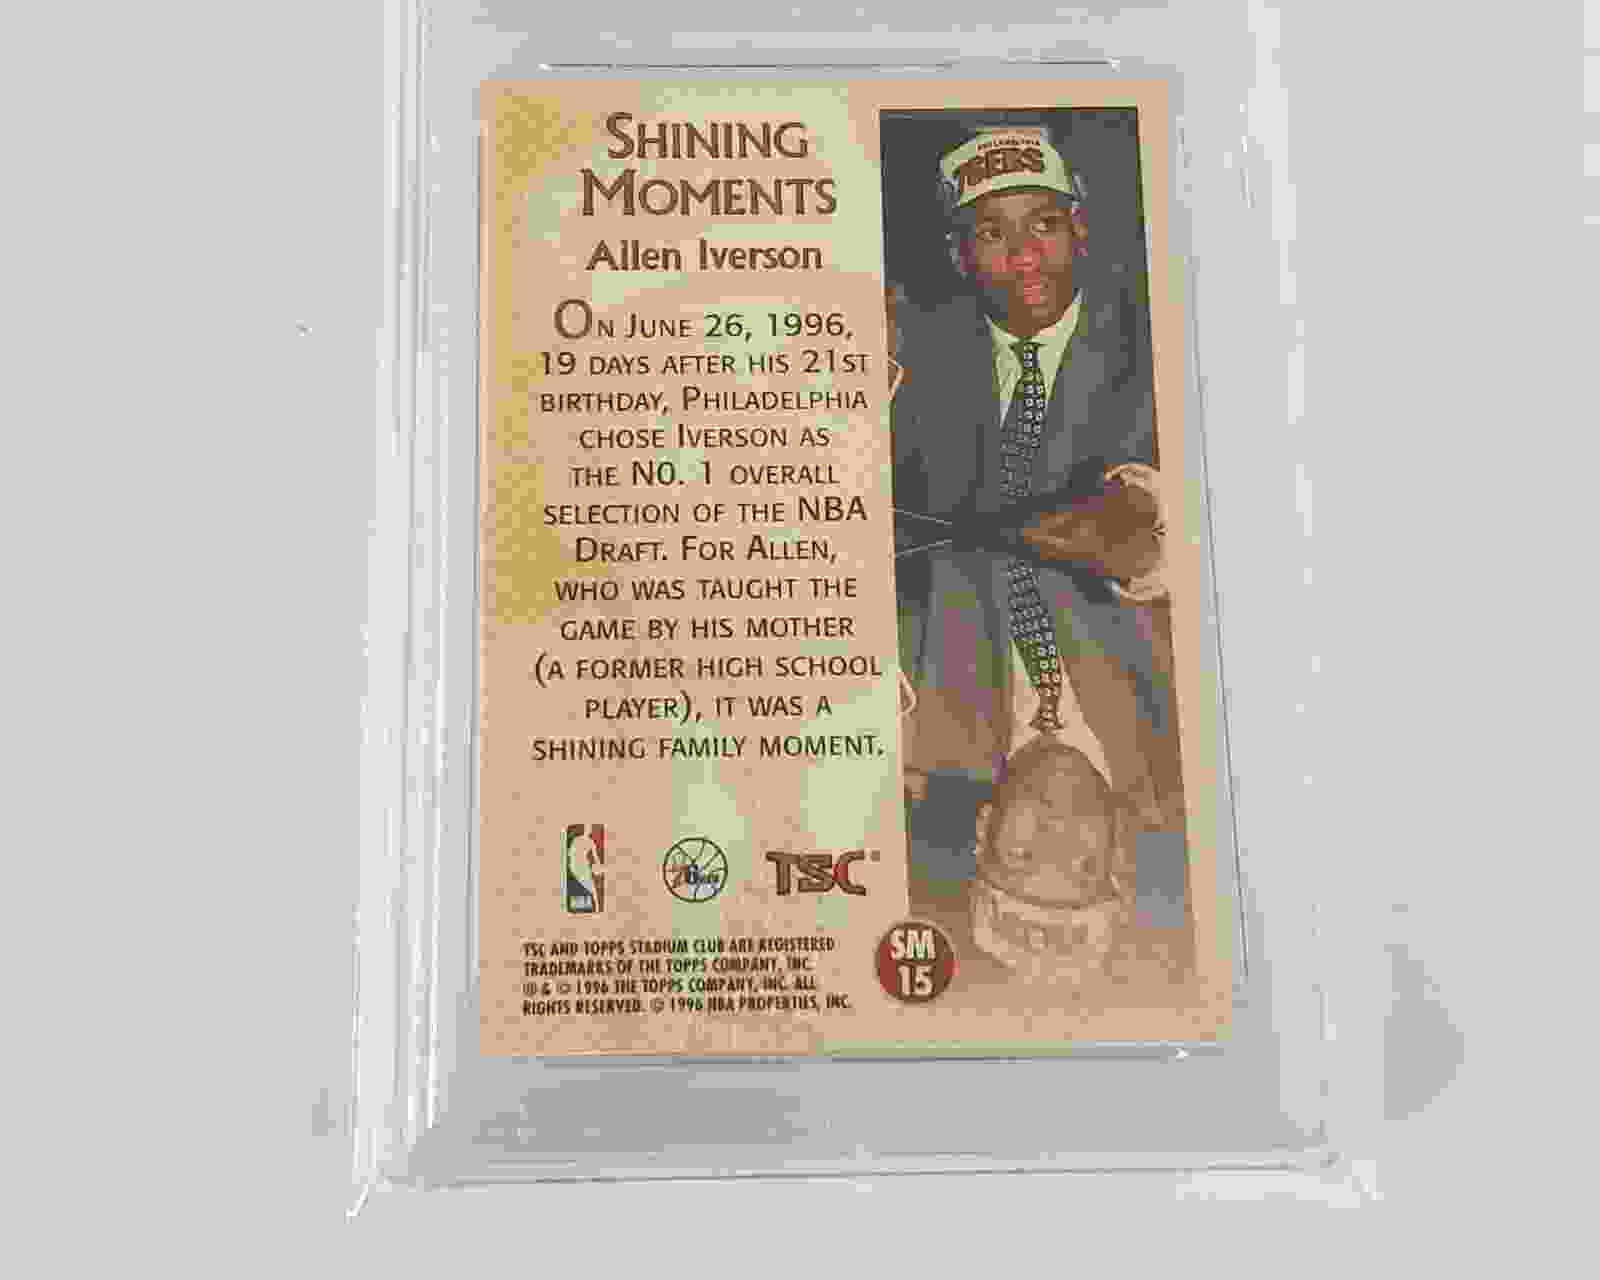 SHINING
MOMENTS
Allen Iverson
ON JUNE 26, 1996,
19 DAYS AFTER HIS 21ST
BIRTHDAY, PHILADELPHIA
CHOSE IVERSON AS
THE NO. 1 OVERALL
SELECTION OF THE NBA
DRAFT. FOR ALLEN,
WHO WAS TAUGHT THE
GAME BY HIS MOTHER
(A FORMER HIGH SCHOOL
PLAYER), IT WAS A
SHINING FAMILY MOMENT.
PHILADELPHIA
76ERS
NBA
76ers
TSC
TSC AND TOPPS STADIUM CLUB ARE REGISTERED
TRADEMARKS OF THE TOPPS COMPANY, INC.
® & © 1996 THE TOPPS COMPANY, INC. ALL
RIGHTS RESERVED. © 1996 NBA PROPERTIES, INC.
SM
15